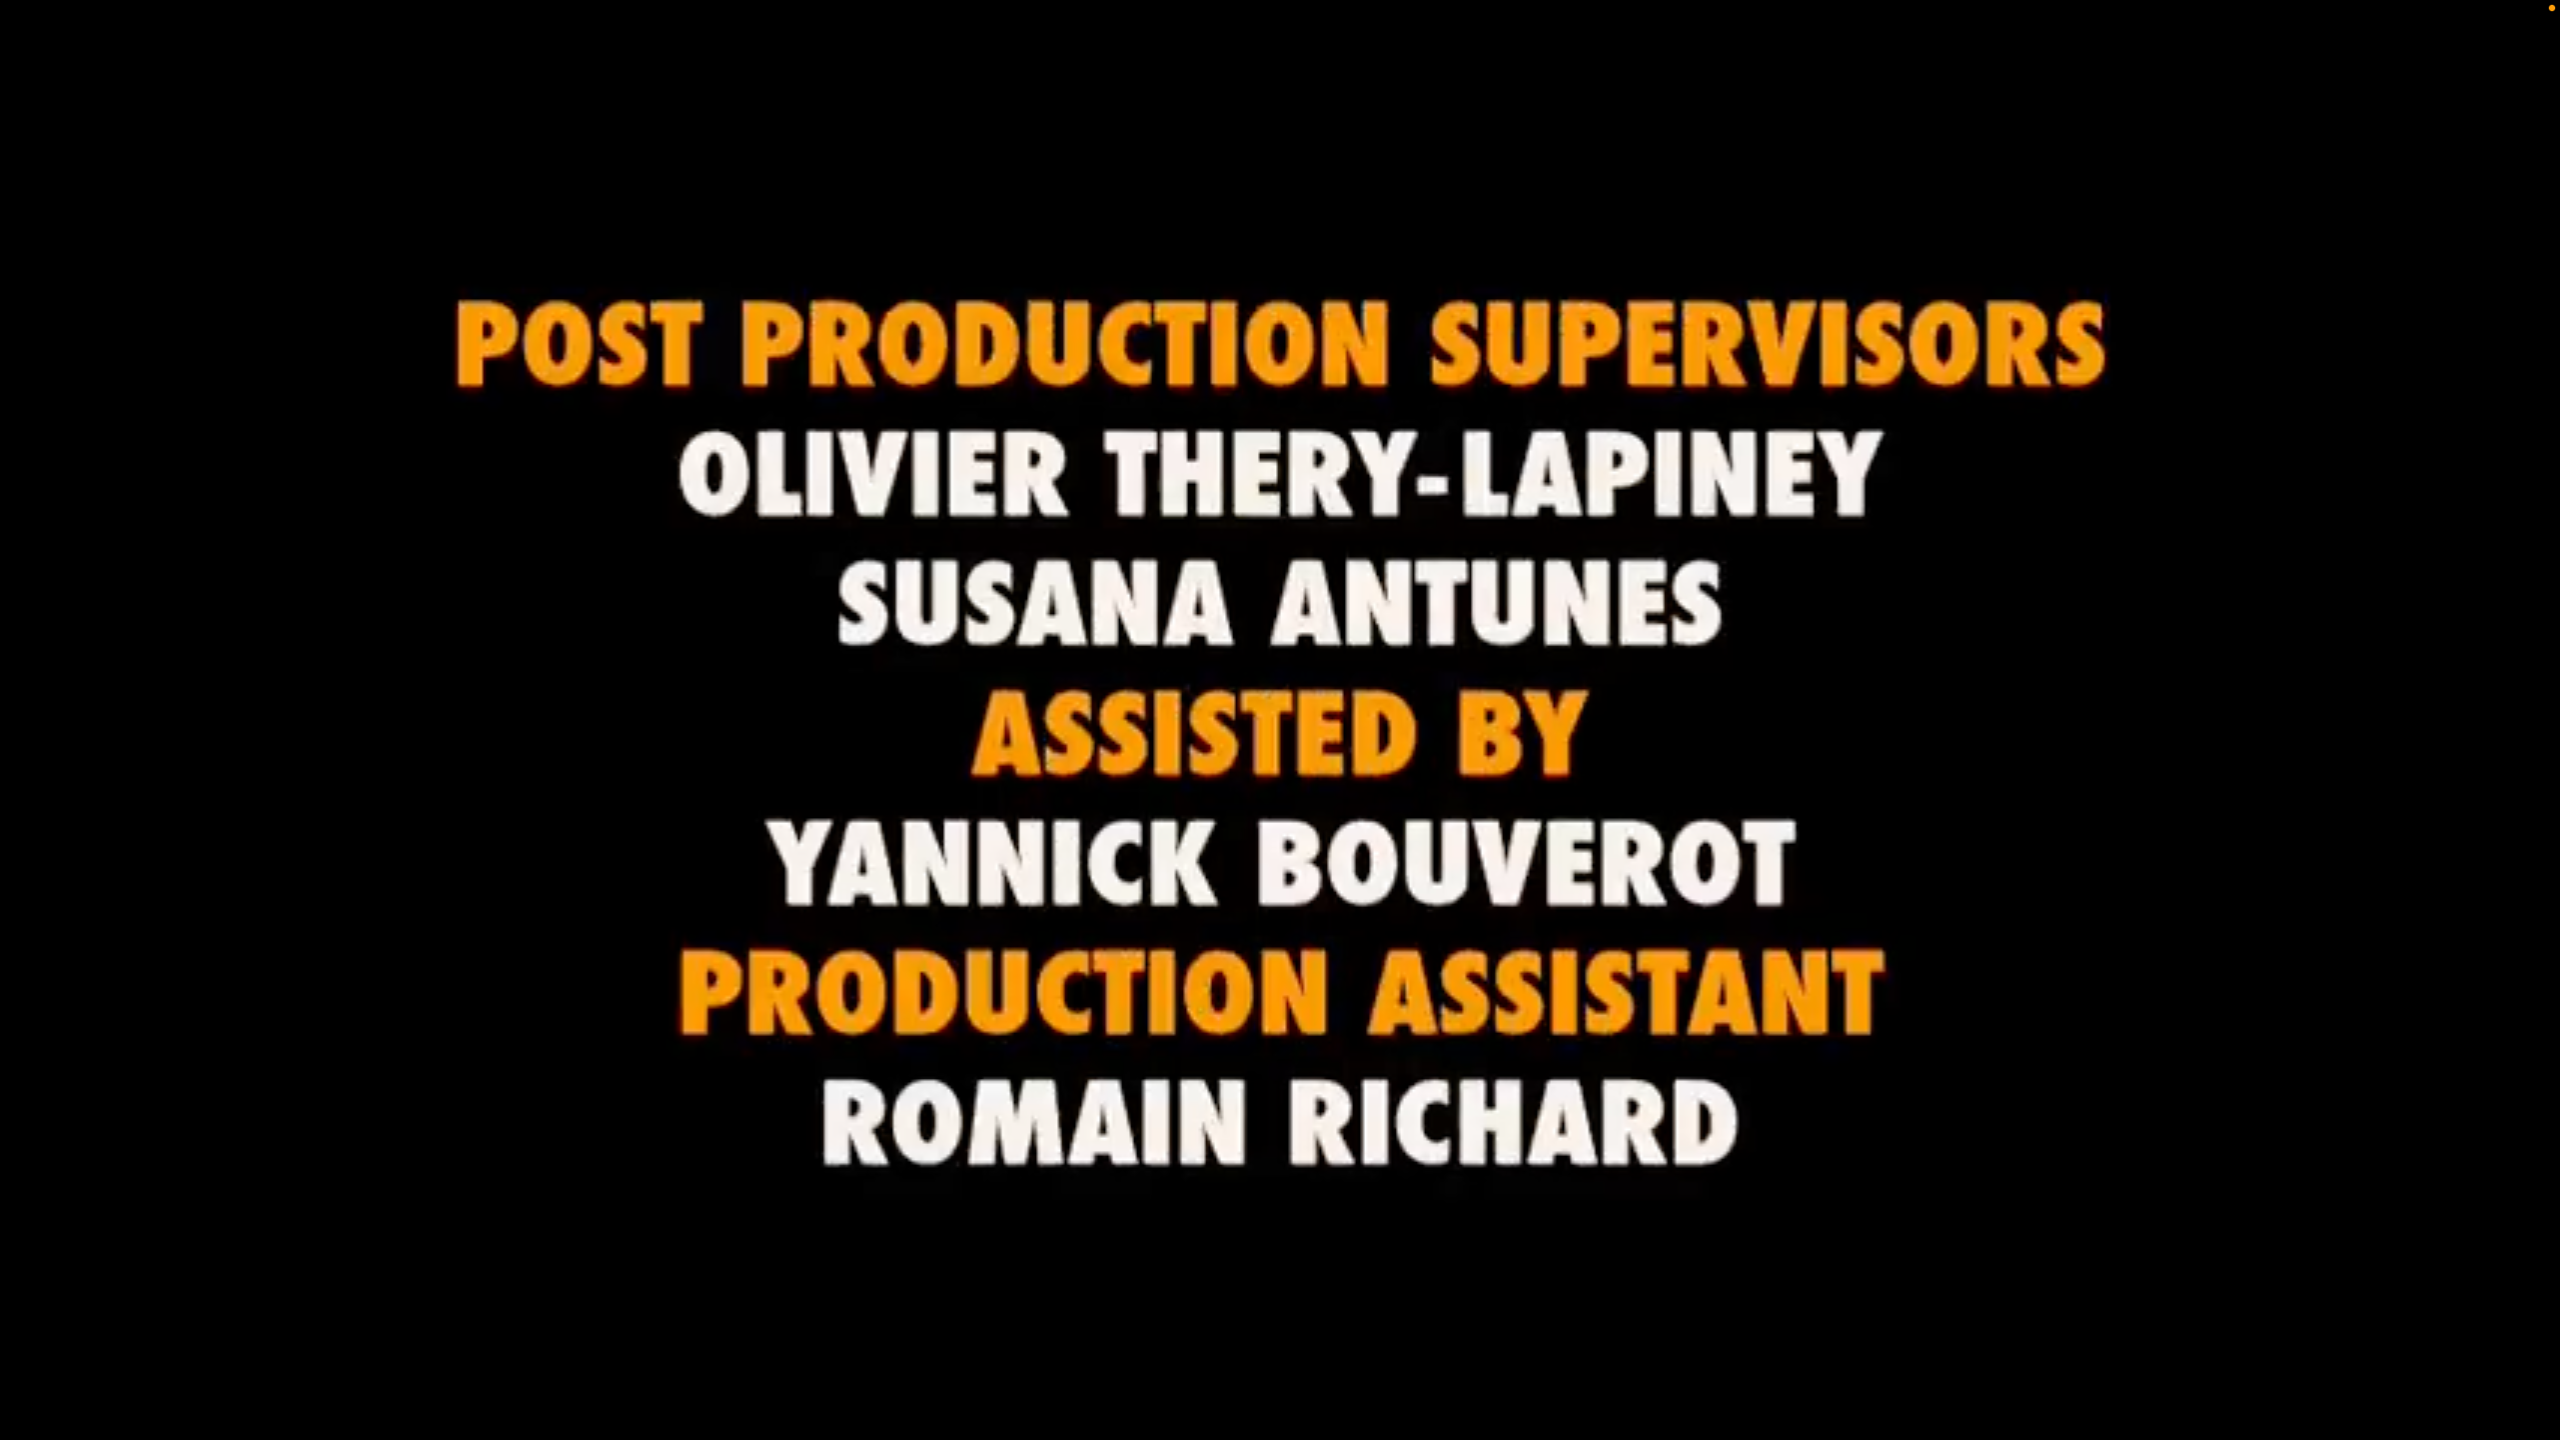 POST PRODUCTION SUPERVISORS
OLIVIER THERY-LAPINEY
SUSANA ANTUNES
ASSISTED BY
YANNICK BOUVEROT
PRODUCTION ASSISTANT
ROMAIN RICHARD